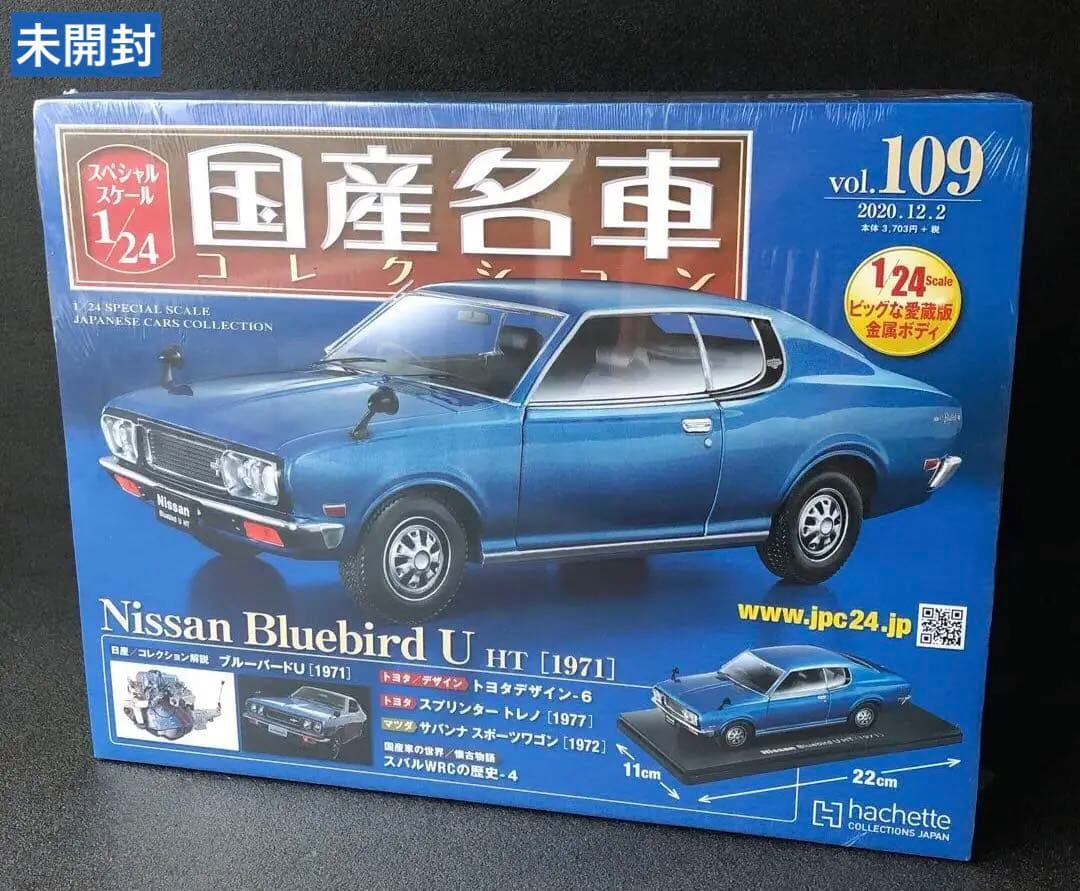 未開封
スペシャル
スケール
1/24
国産名車
コレクション
1/24 SPECIAL SCALE
JAPANESE CARS COLLECTION
vol.109
2020.12.2
本体 3,703円+税
1/24 Scale
ビッグな愛蔵版
金属ボディ
Nissan
Bluebird U HT
Nissan Bluebird U HT [1971]
www.jpc24.jp
日産/コレクション解説 ブルーバードU [1971]
トヨタ/デザイン トヨタデザイン-6
トヨタ スプリンター トレノ [1977]
マツダ サバンナ スポーツワゴン [1972]
国産車の世界/懐古物語
スバルWRCの歴史-4
Nissan Bluebird U HT (1971)
11cm
22cm
hachette
COLLECTIONS JAPAN